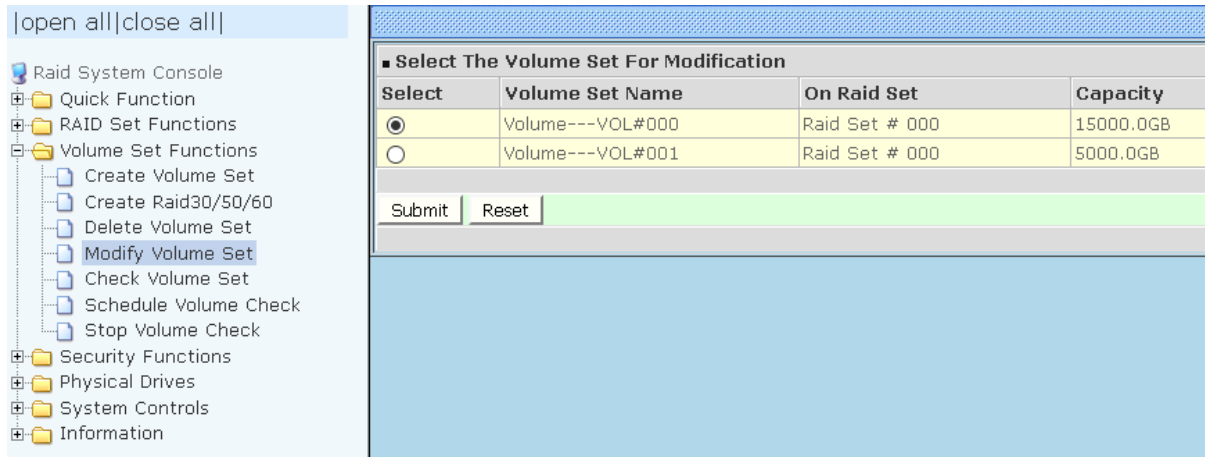 |open all|close all|
Raid System Console
Quick Function
RAID Set Functions
Volume Set Functions
Create Volume Set
Create Raid30/50/60
Delete Volume Set
Modify Volume Set
Check Volume Set
Schedule Volume Check
Stop Volume Check
Security Functions
Physical Drives
System Controls
Information
Select The Volume Set For Modification
Select Volume Set Name On Raid Set Capacity
Volume---VOL#000 Raid Set # 000 15000.0GB
Volume---VOL#001 Raid Set # 000 5000.0GB
Submit Reset